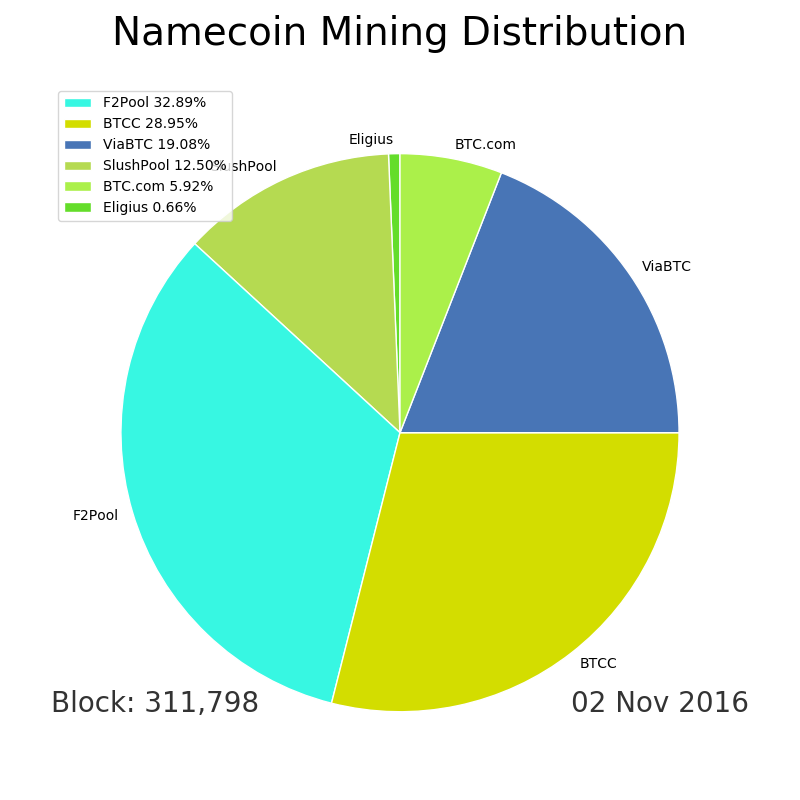 Namecoin Mining Distribution
F2Pool 32.89%
BTCC 28.95%
ViaBTC 19.08%
SlushPool 12.50%
BTC.com 5.92%
Eligius 0.66%
Eligius
BTC.com
SlushPool
ViaBTC
F2Pool
BTCC
Block: 311,798
02 Nov 2016